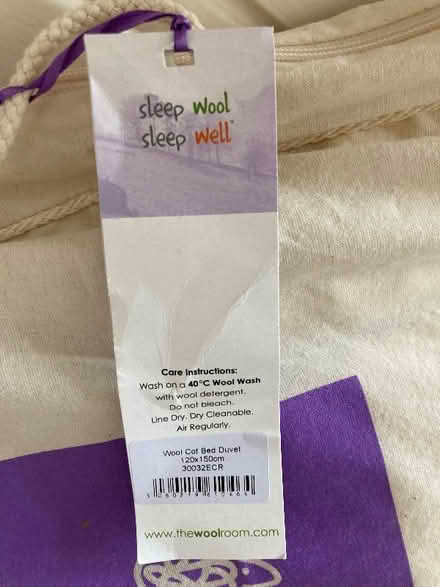 sleep wool
sleep well™
Care Instructions:
Wash on a 40°C Wool Wash
with wool detergent.
Do not bleach.
Line Dry. Dry Cleanable.
Air Regularly.
Wool Cot Bed Duvet
120x150cm
30032ECR
www.thewoolroom.com